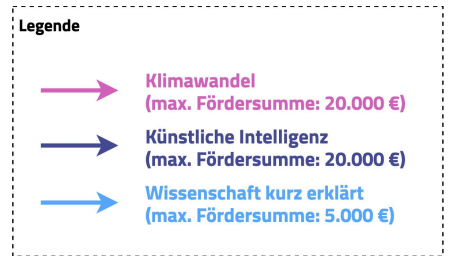 Legende
Klimawandel
(max. Fördersumme: 20.000 €)
Künstliche Intelligenz
(max. Fördersumme: 20.000 €)
Wissenschaft kurz erklärt
(max. Fördersumme: 5.000 €)